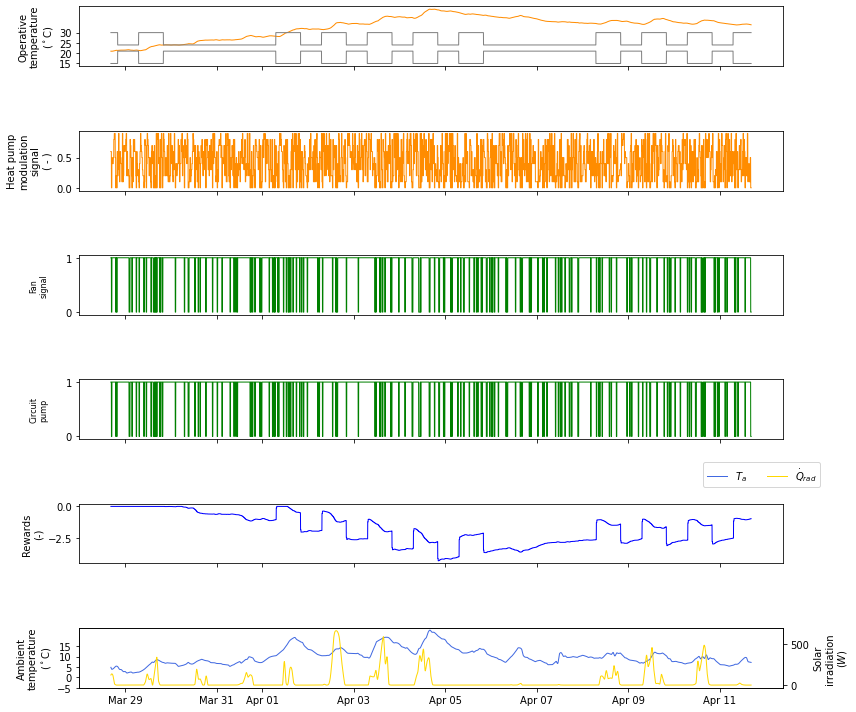 Operative
temperature
(°C)
30
25
20
15
Heat pump
modulation
signal
( - )
0.5
0.0
Fan
signal
1
0
Circuit
pump
1
0
T_a Q̇_rad
Rewards
(-)
0.0
−2.5
Ambient
temperature
(°C)
15
10
5
0
−5
500
0
Solar
irradiation
(W)
Mar 29 Mar 31 Apr 01 Apr 03 Apr 05 Apr 07 Apr 09 Apr 11